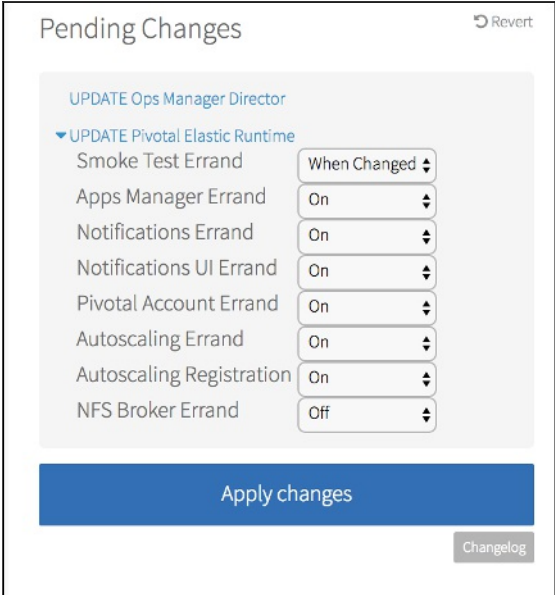 Pending Changes Revert
UPDATE Ops Manager Director
UPDATE Pivotal Elastic Runtime
Smoke Test Errand When Changed
Apps Manager Errand On
Notifications Errand On
Notifications UI Errand On
Pivotal Account Errand On
Autoscaling Errand On
Autoscaling Registration On
NFS Broker Errand Off
Apply changes
Changelog